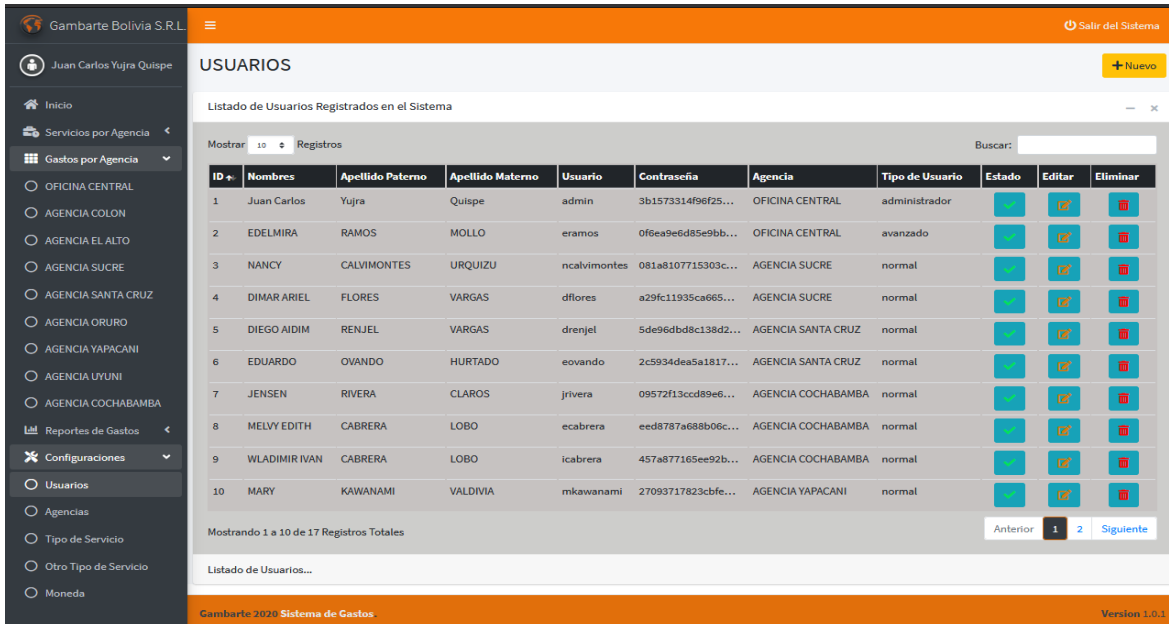 Gambarte Bolivia S.R.L.
Salir del Sistema
Juan Carlos Yujra Quispe
Inicio
Servicios por Agencia
Gastos por Agencia
OFICINA CENTRAL
AGENCIA COLON
AGENCIA EL ALTO
AGENCIA SUCRE
AGENCIA SANTA CRUZ
AGENCIA ORURO
AGENCIA YAPACANI
AGENCIA UYUNI
AGENCIA COCHABAMBA
Reportes de Gastos
Configuraciones
Usuarios
Agencias
Tipo de Servicio
Otro Tipo de Servicio
Moneda
USUARIOS
+ Nuevo
Listado de Usuarios Registrados en el Sistema
Mostrar 10 Registros Buscar:
ID Nombres Apellido Paterno Apellido Materno Usuario Contraseña Agencia Tipo de Usuario Estado Editar Eliminar
1 Juan Carlos Yujra Quispe admin 3b1573314f96f25... OFICINA CENTRAL administrador
2 EDELMIRA RAMOS MOLLO eramos 0f6ea9e6d85e9bb... OFICINA CENTRAL avanzado
3 NANCY CALVIMONTES URQUIZU ncalvimontes 081a8107715303c... AGENCIA SUCRE normal
4 DIMAR ARIEL FLORES VARGAS dflores a29fc11935ca665... AGENCIA SUCRE normal
5 DIEGO AIDIM RENJEL VARGAS drenjel 5de96dbd8c138d2... AGENCIA SANTA CRUZ normal
6 EDUARDO OVANDO HURTADO eovando 2c5934dea5a1817... AGENCIA SANTA CRUZ normal
7 JENSEN RIVERA CLAROS jrivera 09572f13ccd89e6... AGENCIA COCHABAMBA normal
8 MELVY EDITH CABRERA LOBO ecabrera eed8787a688b06c... AGENCIA COCHABAMBA normal
9 WLADIMIR IVAN CABRERA LOBO icabrera 457a877165ee92b... AGENCIA COCHABAMBA normal
10 MARY KAWANAMI VALDIVIA mkawanami 27093717823cbfe... AGENCIA YAPACANI normal
Mostrando 1 a 10 de 17 Registros Totales
Anterior 1 2 Siguiente
Listado de Usuarios...
Gambarte 2020 Sistema de Gastos.
Version 1.0.1